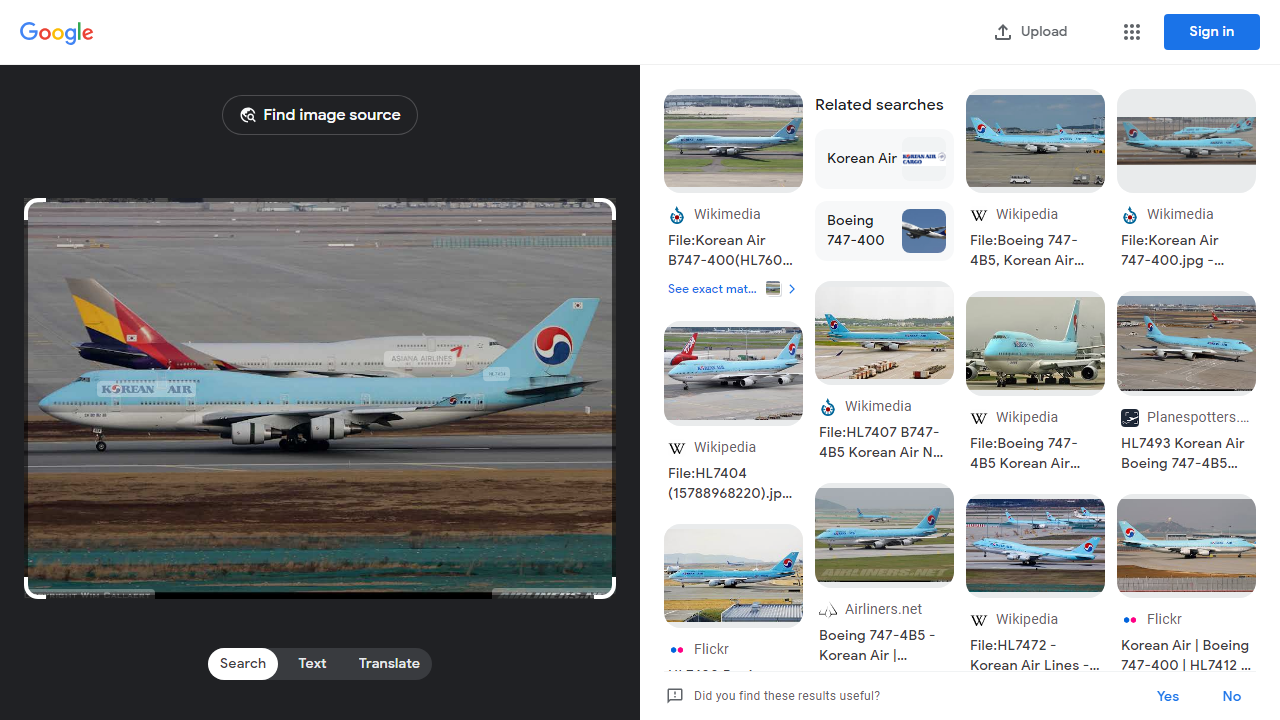 Google
Upload
Sign in
Find image source
ASIANA AIRLINES
KOREAN AIR
Search
Text
Translate
Wikimedia
File:Korean Air
B747-400(HL760...
See exact mat...
Wikipedia
File:HL7404
(15788968220).jp...
Flickr
Related searches
Korean Air
KOREAN AIR
CARGO
Boeing
747-400
Wikimedia
File:HL7407 B747-
4B5 Korean Air N...
Airliners.net
Boeing 747-4B5 -
Korean Air |...
Wikipedia
File:Boeing 747-
4B5, Korean Air...
Wikipedia
File:Boeing 747-
4B5 Korean Air...
Wikipedia
File:HL7472 -
Korean Air Lines -...
Wikimedia
File:Korean Air
747-400.jpg -...
Planespotters....
HL7493 Korean Air
Boeing 747-4B5...
Flickr
Korean Air | Boeing
747-400 | HL7412 ...
Did you find these results useful?
Yes
No